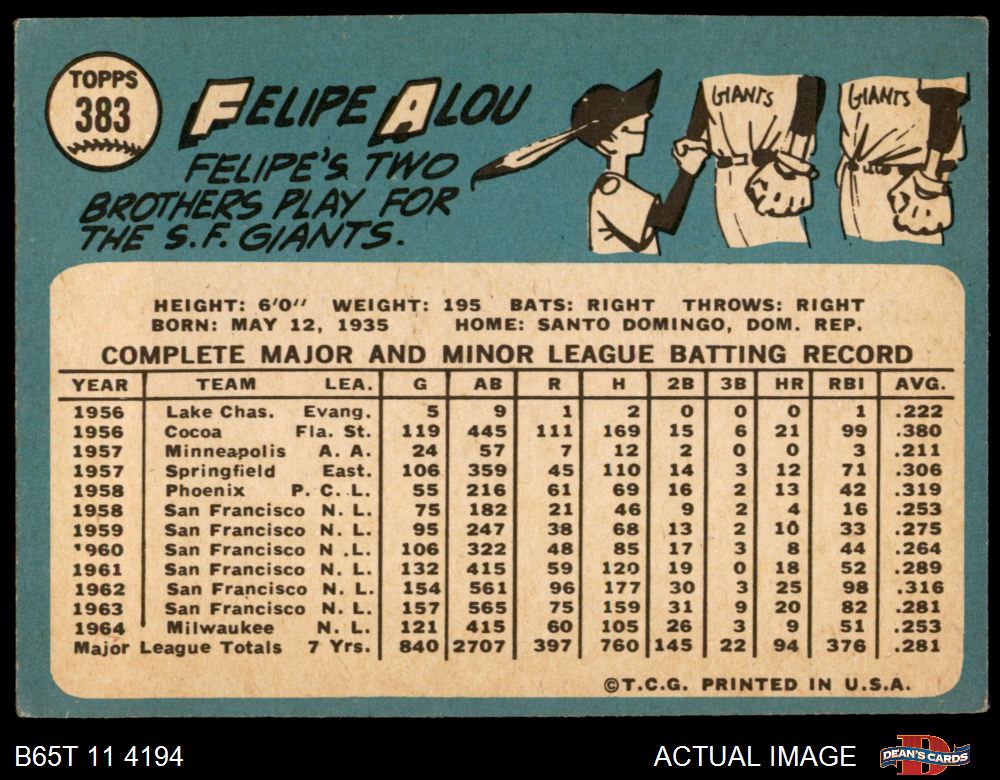 TOPPS
383
FELIPE ALOU
FELIPE'S TWO
BROTHERS PLAY FOR
THE S.F. GIANTS.
GIANTS
GIANTS
HEIGHT: 6'0" WEIGHT: 195 BATS: RIGHT THROWS: RIGHT
BORN: MAY 12, 1935 HOME: SANTO DOMINGO, DOM. REP.
COMPLETE MAJOR AND MINOR LEAGUE BATTING RECORD
YEAR TEAM LEA. G AB R H 2B 3B HR RBI AVG.
1956 Lake Chas. Evang. 5 9 1 2 0 0 0 1 .222
1956 Cocoa Fla. St. 119 445 111 169 15 6 21 99 .380
1957 Minneapolis A. A. 24 57 7 12 2 0 0 3 .211
1957 Springfield East. 106 359 45 110 14 3 12 71 .306
1958 Phoenix P. C. L. 55 216 61 69 16 2 13 42 .319
1958 San Francisco N. L. 75 182 21 46 9 2 4 16 .253
1959 San Francisco N. L. 95 247 38 68 13 2 10 33 .275
1960 San Francisco N .L. 106 322 48 85 17 3 8 44 .264
1961 San Francisco N. L. 132 415 59 120 19 0 18 52 .289
1962 San Francisco N. L. 154 561 96 177 30 3 25 98 .316
1963 San Francisco N. L. 157 565 75 159 31 9 20 82 .281
1964 Milwaukee N. L. 121 415 60 105 26 3 9 51 .253
Major League Totals 7 Yrs. 840 2707 397 760 145 22 94 376 .281
©T.C.G. PRINTED IN U.S.A.
B65T 11 4194 ACTUAL IMAGE DEAN'S CARDS